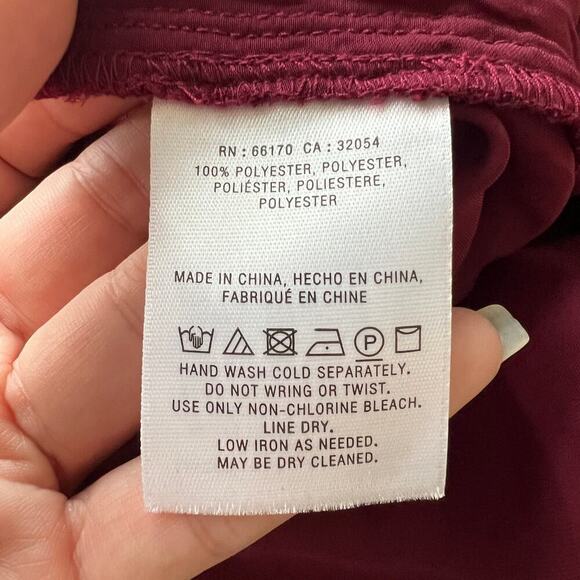 RN : 66170 CA : 32054
100% POLYESTER, POLYESTER,
POLIÉSTER, POLIESTERE,
POLYESTER
MADE IN CHINA, HECHO EN CHINA,
FABRIQUÉ EN CHINE
P
HAND WASH COLD SEPARATELY.
DO NOT WRING OR TWIST.
USE ONLY NON-CHLORINE BLEACH.
LINE DRY.
LOW IRON AS NEEDED.
MAY BE DRY CLEANED.